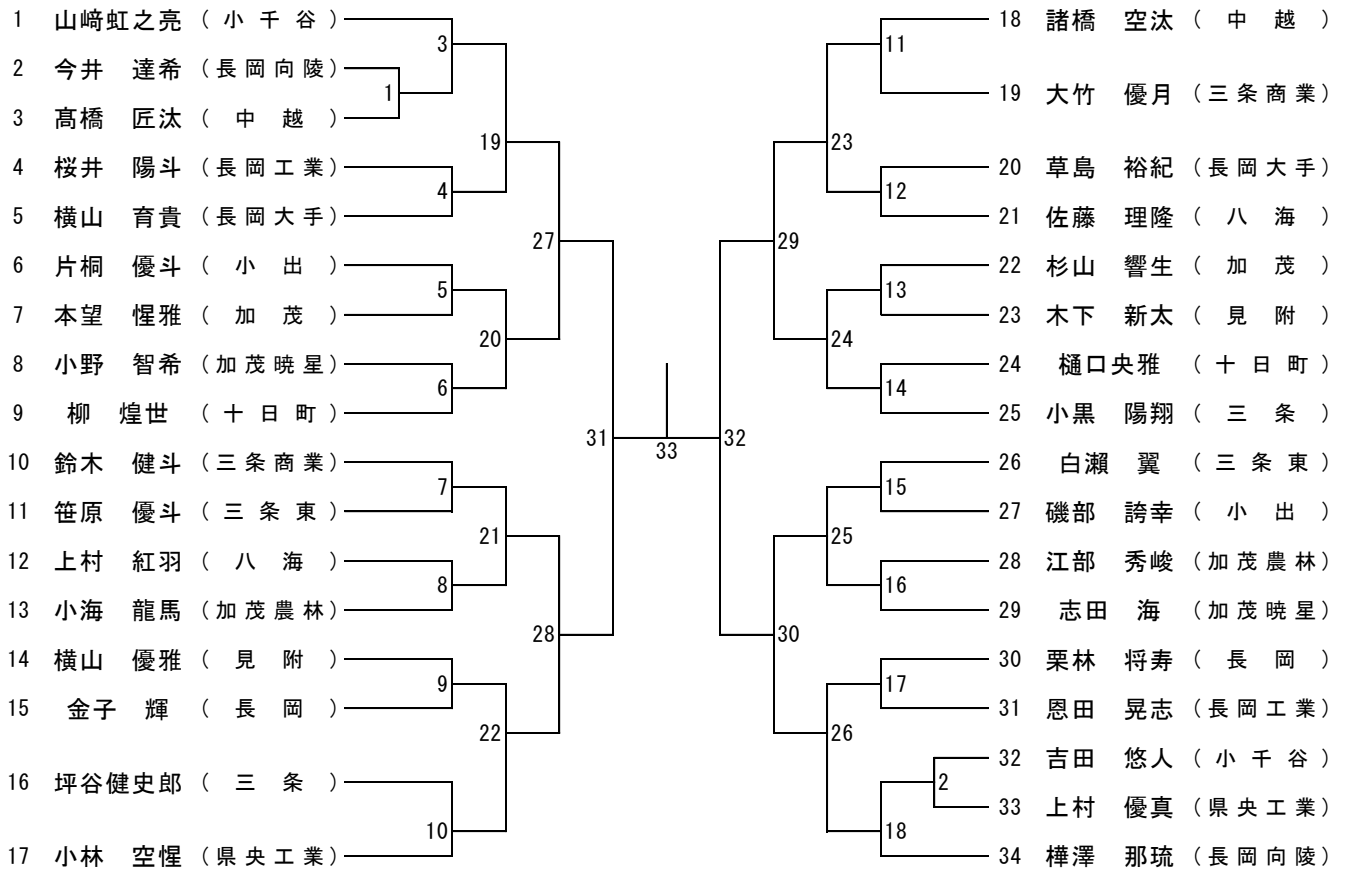 1 山﨑虹之亮 （ 小 千 谷 ）
2 今井 達希 （長岡向陵）
3 髙橋 匠汰 （ 中 越 ）
4 桜井 陽斗 （長岡工業）
5 横山 育貴 （長岡大手）
6 片桐 優斗 （ 小 出 ）
7 本望 惺雅 （ 加 茂 ）
8 小野 智希 （加茂暁星）
9 柳 煌世 （ 十 日 町 ）
10 鈴木 健斗 （三条商業）
11 笹原 優斗 （ 三 条 東 ）
12 上村 紅羽 （ 八 海 ）
13 小海 龍馬 （加茂農林）
14 横山 優雅 （ 見 附 ）
15 金子 輝 （ 長 岡 ）
16 坪谷健史郎 （ 三 条 ）
17 小林 空惺 （県央工業）
3
1
19
4
27
5
20
6
31
7
21
8
28
9
22
10
33
11
23
12
29
13
24
14
32
15
25
16
30
17
26
2
18
18 諸橋 空汰 （ 中 越 ）
19 大竹 優月 （三条商業）
20 草島 裕紀 （長岡大手）
21 佐藤 理隆 （ 八 海 ）
22 杉山 響生 （ 加 茂 ）
23 木下 新太 （ 見 附 ）
24 樋口央雅 （ 十 日 町 ）
25 小黒 陽翔 （ 三 条 ）
26 白瀬 翼 （ 三 条 東 ）
27 磯部 誇幸 （ 小 出 ）
28 江部 秀峻 （加茂農林）
29 志田 海 （加茂暁星）
30 栗林 将寿 （ 長 岡 ）
31 恩田 晃志 （長岡工業）
32 吉田 悠人 （ 小 千 谷 ）
33 上村 優真 （県央工業）
34 樺澤 那琉 （長岡向陵）